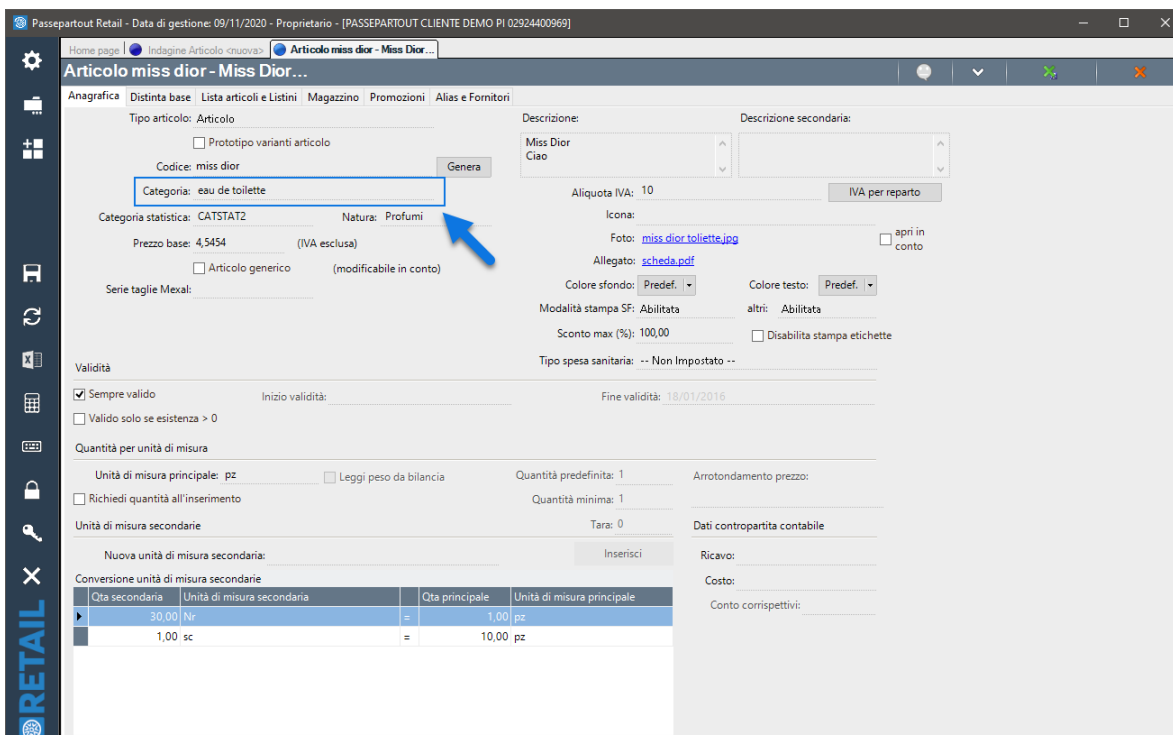 Passepartout Retail - Data di gestione: 09/11/2020 - Proprietario - [PASSEPARTOUT CLIENTE DEMO PI 02924400969]
Home page Indagine Articolo <nuova> Articolo miss dior - Miss Dior...
Articolo miss dior - Miss Dior...
Anagrafica Distinta base Lista articoli e Listini Magazzino Promozioni Alias e Fornitori
Tipo articolo: Articolo Descrizione: Descrizione secondaria:
Prototipo varianti articolo Miss Dior
Ciao
Codice: miss dior Genera
Categoria: eau de toilette Aliquota IVA: 10 IVA per reparto
Categoria statistica: CATSTAT2 Natura: Profumi Icona:
Prezzo base: 4,5454 (IVA esclusa) Foto: miss dior toliette.jpg apri in conto
Articolo generico (modificabile in conto) Allegato: scheda.pdf
Serie taglie Mexal: Colore sfondo: Predef. Colore testo: Predef.
Modalità stampa SF: Abilitata altri: Abilitata
Sconto max (%): 100,00 Disabilita stampa etichette
Validità Tipo spesa sanitaria: -- Non Impostato --
Sempre valido Inizio validità: Fine validità: 18/01/2016
Valido solo se esistenza > 0
Quantità per unità di misura
Unità di misura principale: pz Leggi peso da bilancia Quantità predefinita: 1 Arrotondamento prezzo:
Richiedi quantità all'inserimento Quantità minima: 1
Unità di misura secondarie Tara: 0 Dati contropartita contabile
Nuova unità di misura secondaria: Inserisci Ricavo:
Conversione unità di misura secondarie Costo:
Qta secondaria Unità di misura secondaria Qta principale Unità di misura principale
Conto corrispettivi:
30,00 Nr = 1,00 pz
1,00 sc = 10,00 pz
RETAIL